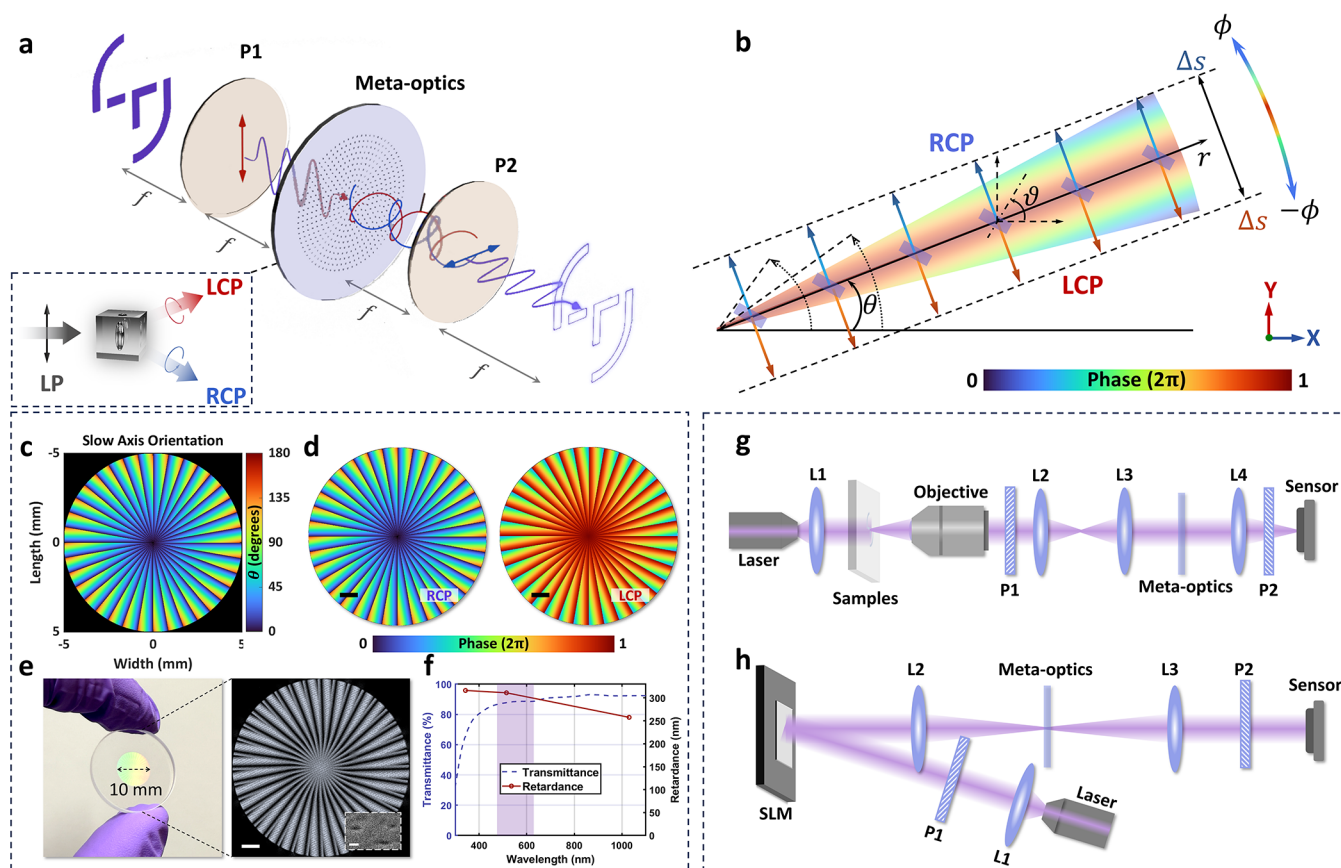 a
P1
Meta-optics
P2
f
f
f
f
LCP
LP
RCP
b
ϕ
Δs
RCP
r
ϑ
Δs
−ϕ
θ
LCP
Y
X
0 Phase (2π) 1
c
Slow Axis Orientation
-5
0
5
Length (mm)
-5 0 5
Width (mm)
180
135
90
45
0
θ (degrees)
d
RCP
LCP
0 Phase (2π) 1
e
10 mm
f
100
80
60
40
20
0
Transmittance (%)
300
250
200
150
100
50
0
Retardance (nm)
Transmittance
Retardance
400 600 800 1000
Wavelength (nm)
g
L1
Objective
L2
L3
L4
Sensor
Laser
Samples
P1
Meta-optics
P2
h
L2
Meta-optics
L3
P2
Sensor
SLM
P1
L1
Laser